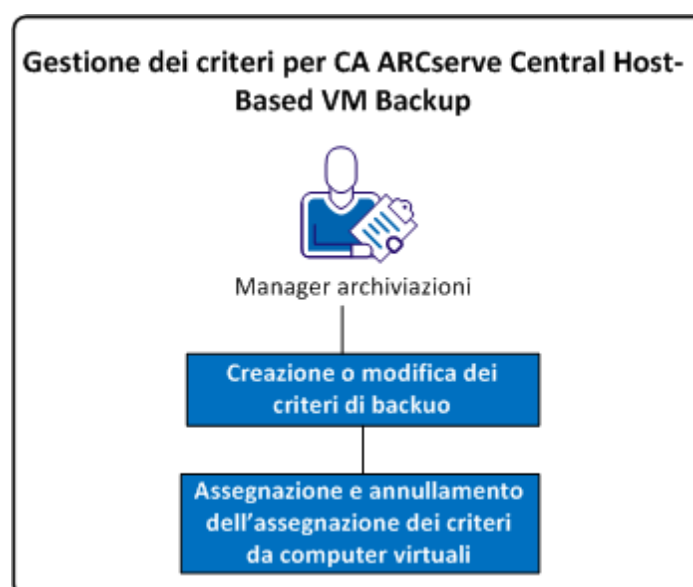 Gestione dei criteri per CA ARCserve Central Host-
Based VM Backup
Manager archiviazioni
Creazione o modifica dei
criteri di backuo
Assegnazione e annullamento
dell'assegnazione dei criteri
da computer virtuali